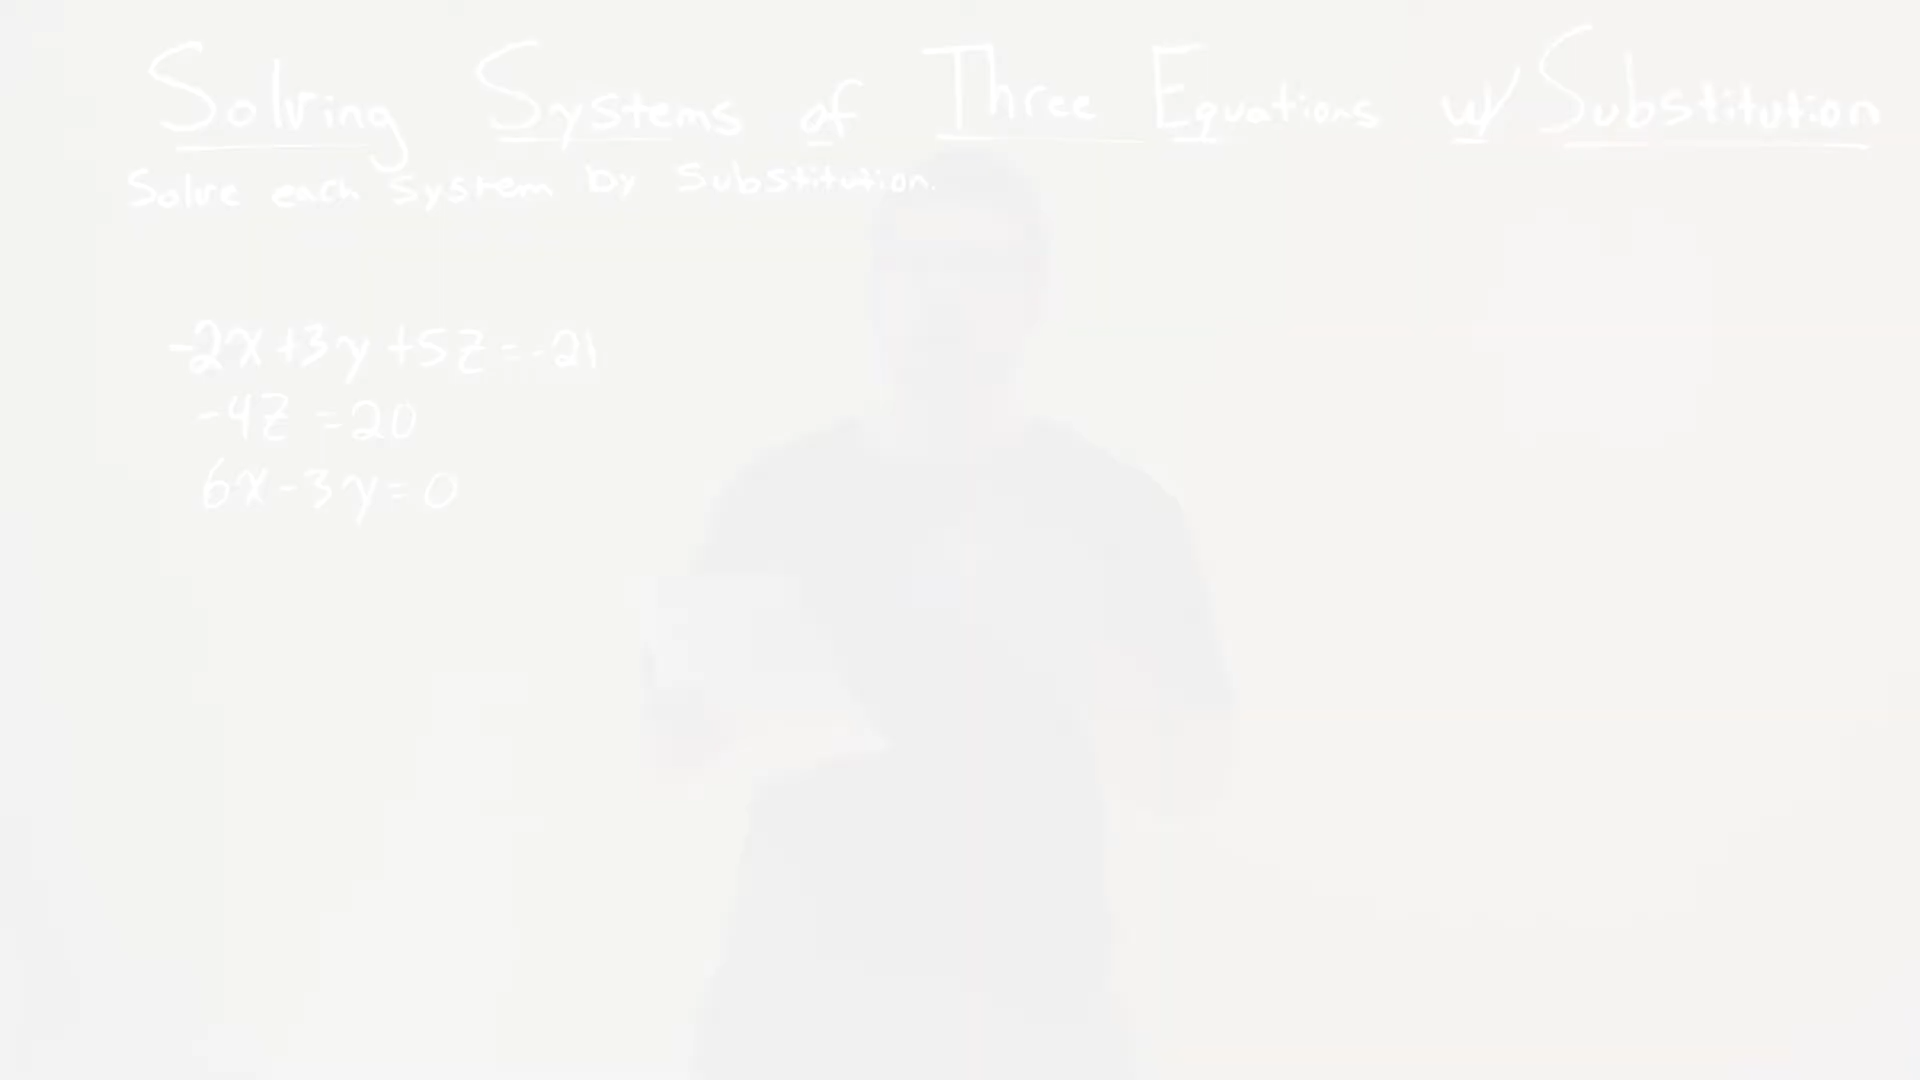 Solving Systems of Three Equations w/ Substitution
Solve each system by substitution.
-2x+3y+5z=-21
-4z=20
6x-3y=0